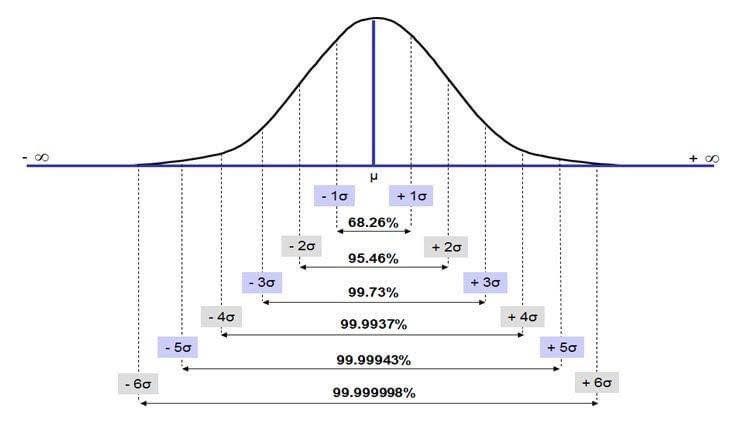 - ∞ + ∞
μ
- 1σ + 1σ
68.26%
- 2σ + 2σ
95.46%
- 3σ + 3σ
99.73%
- 4σ + 4σ
99.9937%
- 5σ + 5σ
99.99943%
- 6σ + 6σ
99.999998%